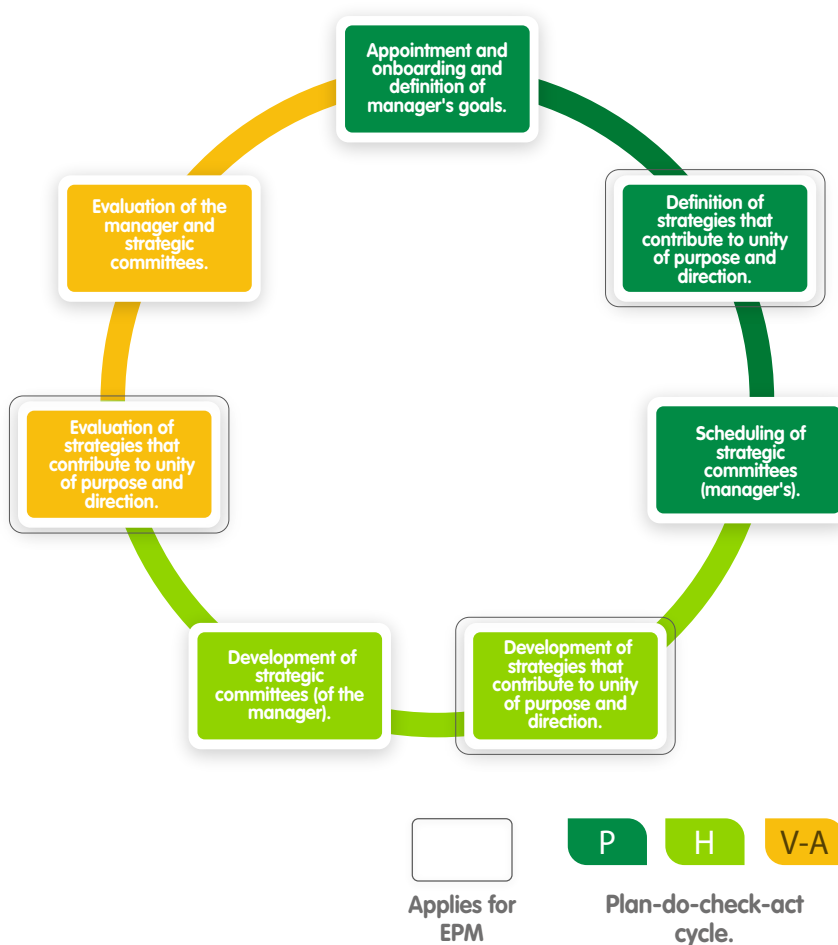 Appointment and
onboarding and
definition of
manager's goals.
Definition of
strategies that
contribute to unity
of purpose and
direction.
Scheduling of
strategic
committees
(manager's).
Development of
strategies that
contribute to unity
of purpose and
direction.
Development of
strategic
committees (of the
manager).
Evaluation of
strategies that
contribute to unity
of purpose and
direction.
Evaluation of the
manager and
strategic
committees.
Applies for
EPM
P
H
V-A
Plan-do-check-act
cycle.